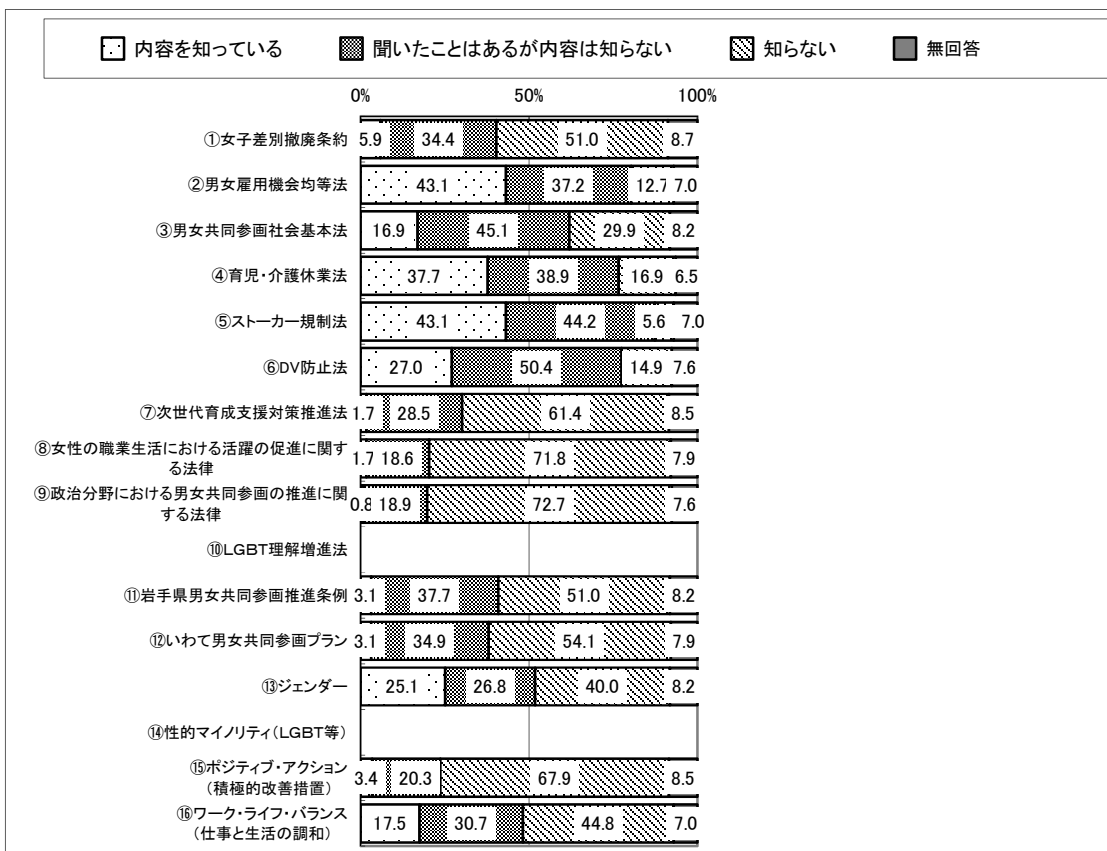 内容を知っている 聞いたことはあるが内容は知らない 知らない 無回答
0% 50% 100%
①女子差別撤廃条約 5.9 34.4 51.0 8.7
②男女雇用機会均等法 43.1 37.2 12.7 7.0
③男女共同参画社会基本法 16.9 45.1 29.9 8.2
④育児・介護休業法 37.7 38.9 16.9 6.5
⑤ストーカー規制法 43.1 44.2 5.6 7.0
⑥DV防止法 27.0 50.4 14.9 7.6
⑦次世代育成支援対策推進法 1.7 28.5 61.4 8.5
⑧女性の職業生活における活躍の促進に関す
る法律 1.7 18.6 71.8 7.9
⑨政治分野における男女共同参画の推進に関
する法律 0.8 18.9 72.7 7.6
⑩LGBT理解増進法
⑪岩手県男女共同参画推進条例 3.1 37.7 51.0 8.2
⑫いわて男女共同参画プラン 3.1 34.9 54.1 7.9
⑬ジェンダー 25.1 26.8 40.0 8.2
⑭性的マイノリティ(LGBT等)
⑮ポジティブ・アクション
(積極的改善措置) 3.4 20.3 67.9 8.5
⑯ワーク・ライフ・バランス
(仕事と生活の調和) 17.5 30.7 44.8 7.0